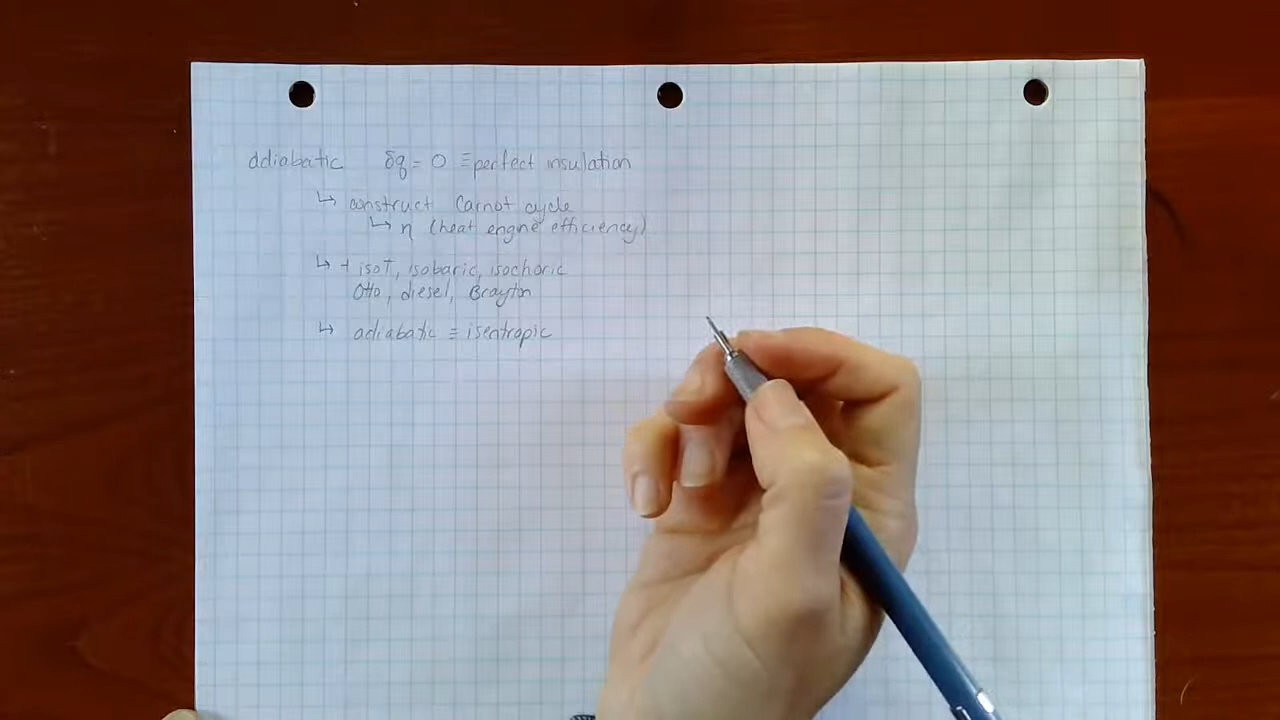 adiabatic δq = 0 ≡ perfect insulation
↳ construct Carnot cycle
↳ η (heat engine efficiency)
↳ + isoT, isobaric, isochoric
Otto, diesel, Brayton
↳ adiabatic ≡ isentropic